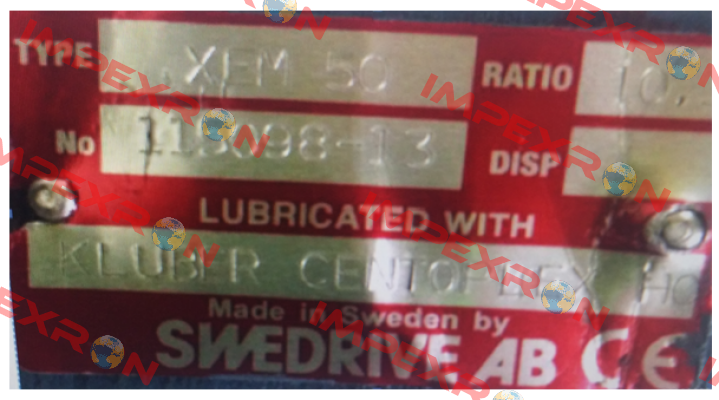 TYPE XEM 50 RATIO 10.
No 115098-13 DISP
LUBRICATED WITH
KLUBER CENTOPLEX HO
Made in Sweden by
SWEDRIVE AB CE
IMPEXRON